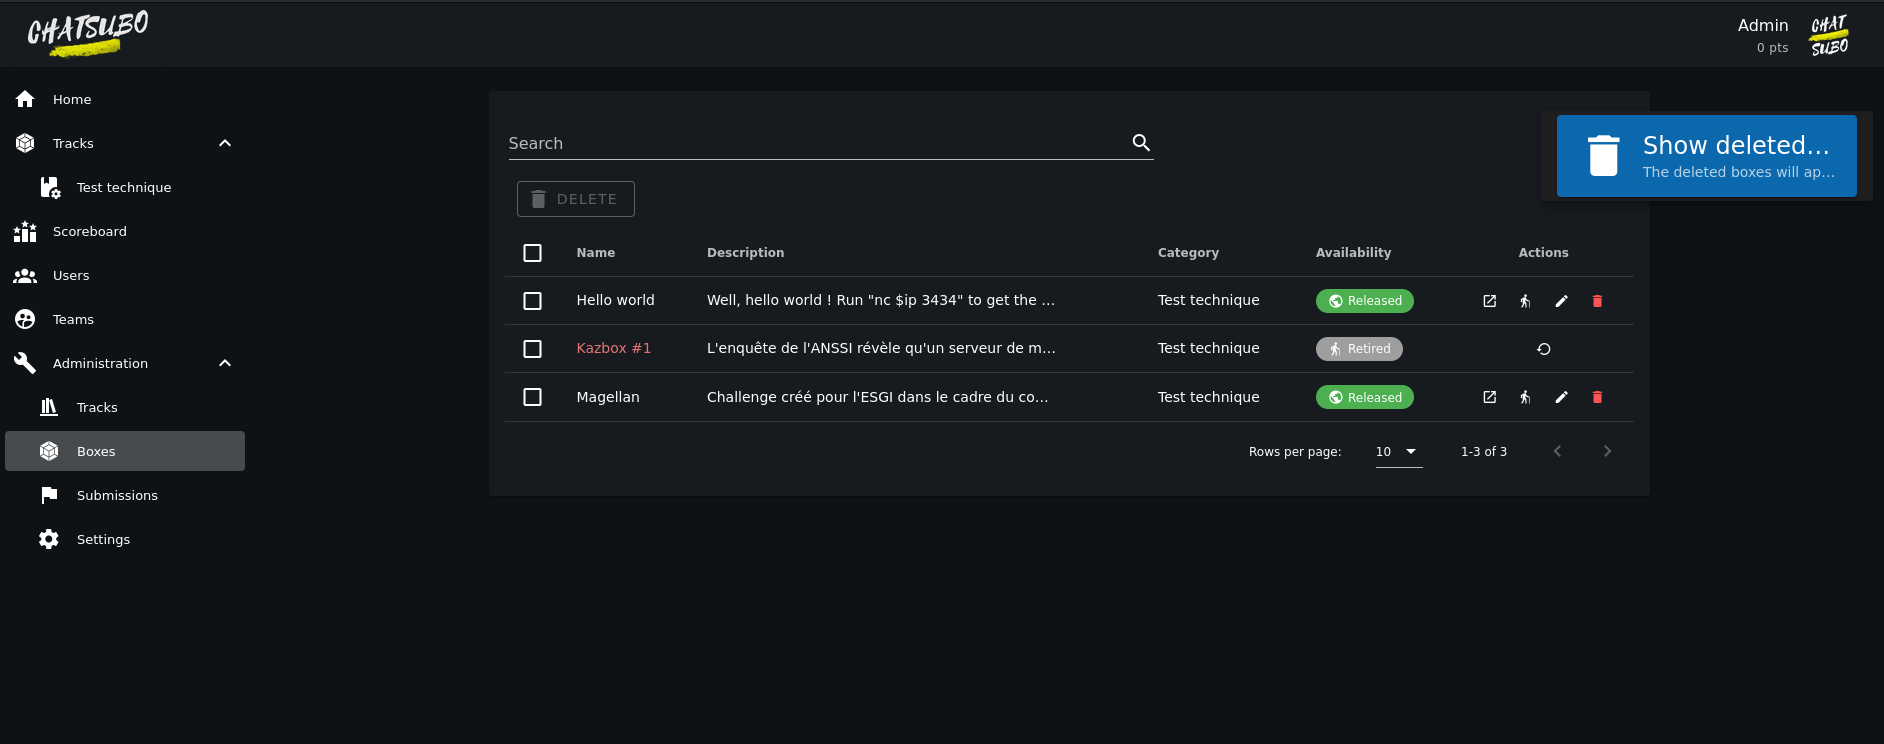 CHATSUBO
Admin
0 pts
CHAT
SUBO
Home
Tracks
Test technique
Scoreboard
Users
Teams
Administration
Tracks
Boxes
Submissions
Settings
Search
Show deleted...
The deleted boxes will ap...
DELETE
Name Description Category Availability Actions
Hello world Well, hello world ! Run "nc $ip 3434" to get the ... Test technique Released
Kazbox #1 L'enquête de l'ANSSI révèle qu'un serveur de m... Test technique Retired
Magellan Challenge créé pour l'ESGI dans le cadre du co... Test technique Released
Rows per page: 10 1-3 of 3